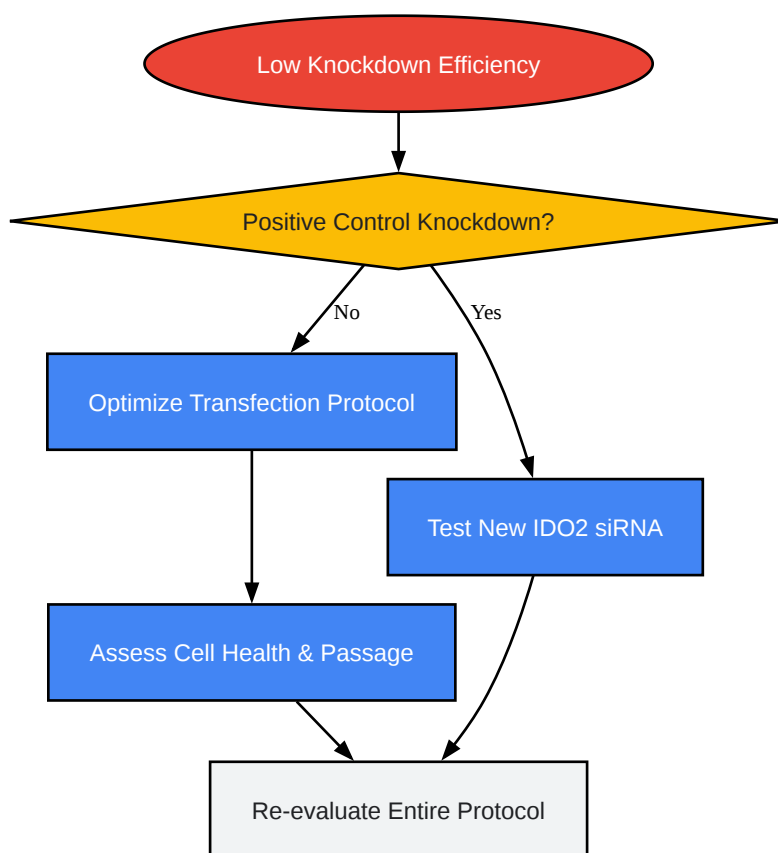 Low Knockdown Efficiency
Positive Control Knockdown?
No
Yes
Optimize Transfection Protocol
Test New IDO2 siRNA
Assess Cell Health & Passage
Re-evaluate Entire Protocol